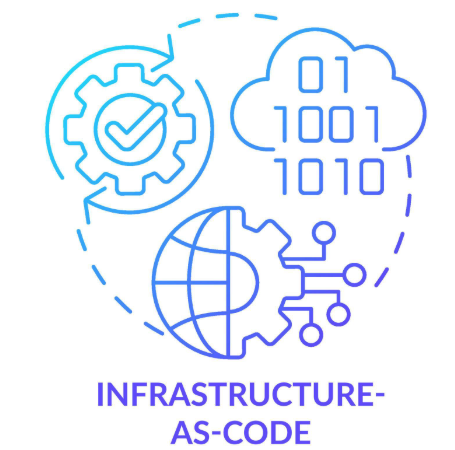 01
1001
1010
INFRASTRUCTURE-
AS-CODE